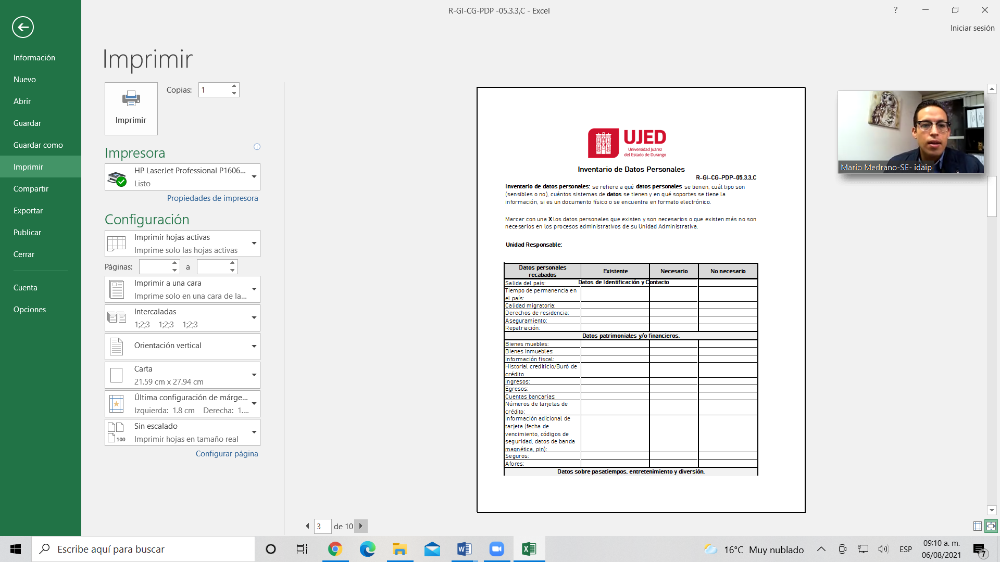 R-GI-CG-PDP -05.3.3,C - Excel
?
Iniciar sesión
Información
Nuevo
Abrir
Guardar
Guardar como
Imprimir
Compartir
Exportar
Publicar
Cerrar
Cuenta
Opciones
Imprimir
Imprimir
Copias: 1
Impresora
HP LaserJet Professional P1606...
Listo
Propiedades de impresora
Configuración
Imprimir hojas activas
Imprime solo las hojas activas
Páginas: a
Imprimir a una cara
Imprime solo en una cara de la...
Intercaladas
1;2;3 1;2;3 1;2;3
Orientación vertical
Carta
21.59 cm x 27.94 cm
Última configuración de márge...
Izquierda: 1.8 cm Derecha: 1....
Sin escalado
100 Imprimir hojas en tamaño real
Configurar página
UJED
Universidad Juárez
del Estado de Durango
Inventario de Datos Personales
R-GI-CG-PDP-05.3.3,C
Inventario de datos personales: se refiere a qué datos personales se tienen, cuál tipo son
(sensibles o no), cuántos sistemas de datos se tienen y en qué soportes se tiene la
información, si es un documento físico o se encuentra en formato electrónico.
Marcar con una X los datos personales que existen y son necesarios o que existen más no son
necesarios en los procesos administrativos de su Unidad Administrativa.
Unidad Responsable:
Datos personales
recabados
Existente
Necesario
No necesario
Salida del país:
Datos de Identificación y Contacto
Tiempo de permanencia en
el país:
Calidad migratoria:
Derechos de residencia:
Aseguramiento:
Repatriación:
Datos patrimoniales y/o financieros.
Bienes muebles:
Bienes inmuebles:
Información fiscal:
Historial crediticio/Buró de
crédito
Ingresos:
Egresos:
Cuentas bancarias:
Números de tarjetas de
crédito:
Información adicional de
tarjeta (fecha de
vencimiento, códigos de
seguridad, datos de banda
magnética, pin):
Seguros:
Afores:
Datos sobre pasatiempos, entretenimiento y diversión.
3 de 10
Mario Medrano-SE- idaip
Escribe aquí para buscar
16°C Muy nublado
ESP
09:10 a. m.
06/08/2021
7